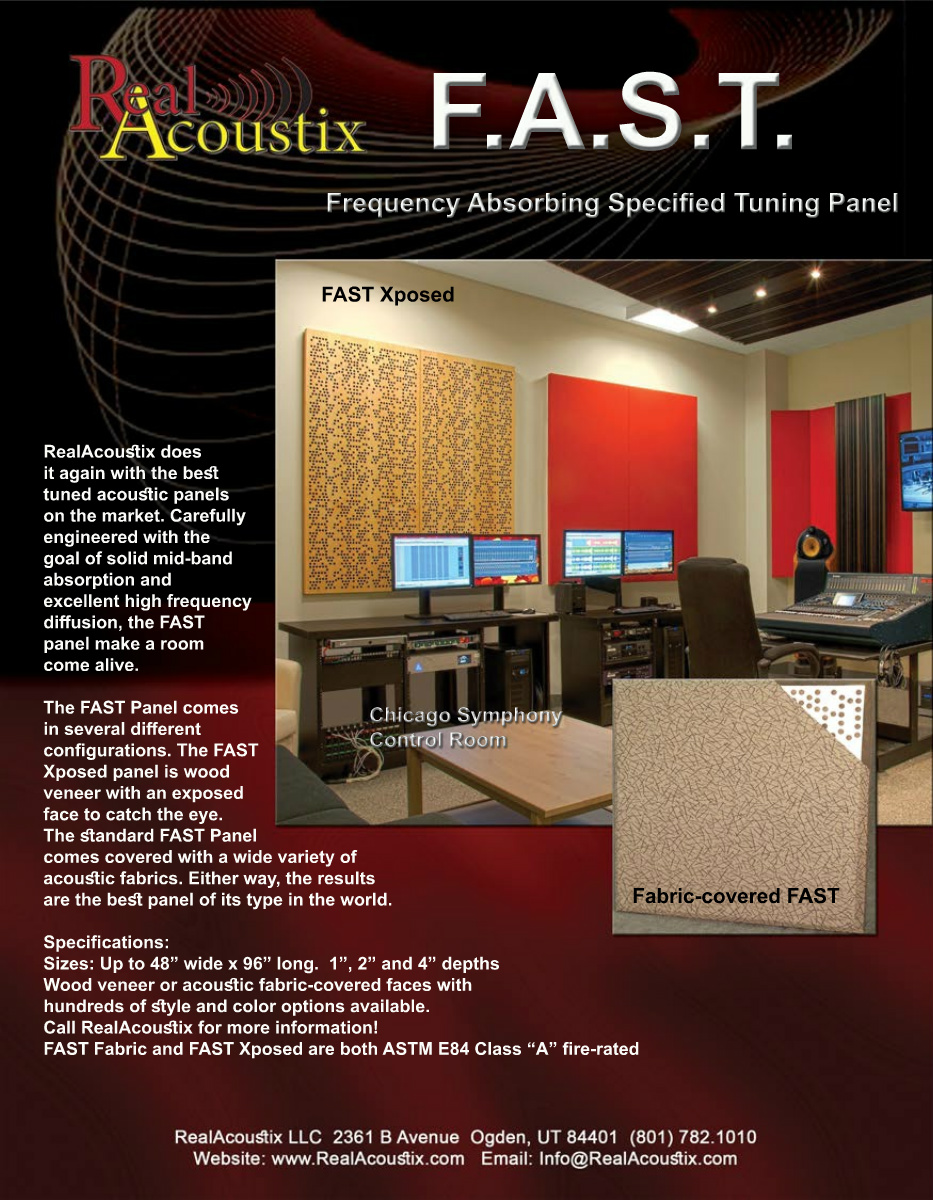 Real
Acoustix
F.A.S.T.
Frequency Absorbing Specified Tuning Panel
FAST Xposed
RealAcoustix does
it again with the best
tuned acoustic panels
on the market. Carefully
engineered with the
goal of solid mid-band
absorption and
excellent high frequency
diffusion, the FAST
panel make a room
come alive.
The FAST Panel comes
in several different
configurations. The FAST
Xposed panel is wood
veneer with an exposed
face to catch the eye.
The standard FAST Panel
comes covered with a wide variety of
acoustic fabrics. Either way, the results
are the best panel of its type in the world.
Chicago Symphony
Control Room
Fabric-covered FAST
Specifications:
Sizes: Up to 48” wide x 96” long.  1”, 2” and 4” depths
Wood veneer or acoustic fabric-covered faces with
hundreds of style and color options available.
Call RealAcoustix for more information!
FAST Fabric and FAST Xposed are both ASTM E84 Class “A” fire-rated
RealAcoustix LLC  2361 B Avenue  Ogden, UT 84401  (801) 782.1010
Website: www.RealAcoustix.com   Email: Info@RealAcoustix.com